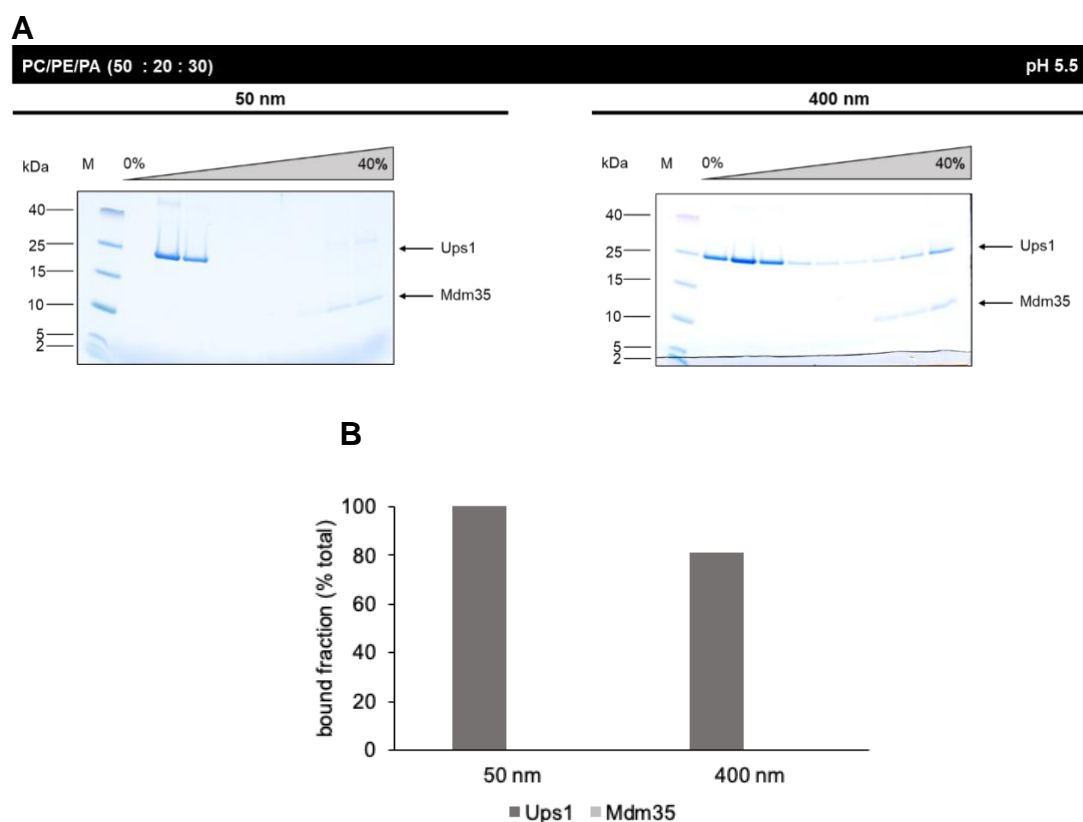 A
PC/PE/PA (50 : 20 : 30) pH 5.5
50 nm 400 nm
kDa M 0% 40%
40
25
15
10
5
2
Ups1
Mdm35
kDa M 0% 40%
40
25
15
10
5
2
Ups1
Mdm35
B
bound fraction (% total)
100
80
60
40
20
0
50 nm 400 nm
Ups1 Mdm35